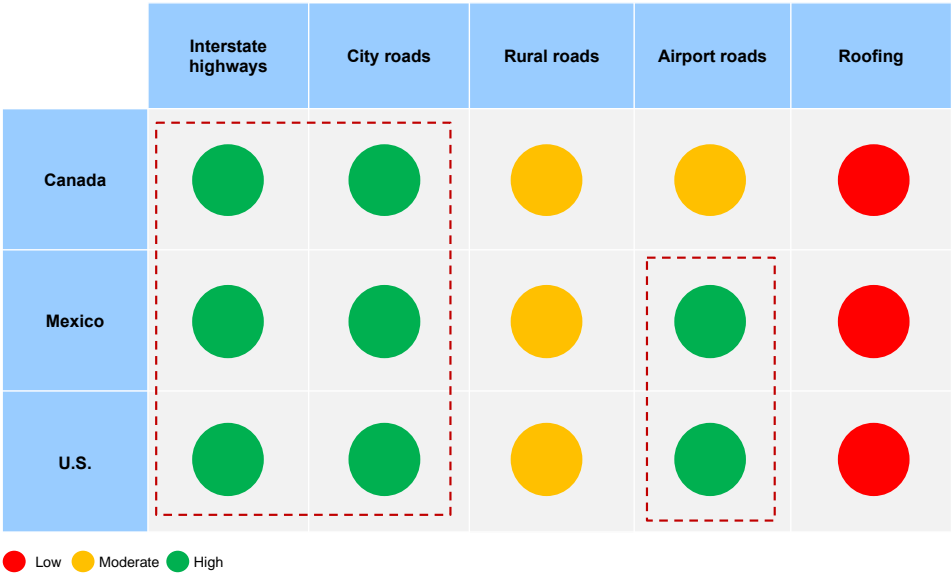 Interstate
highways
City roads
Rural roads
Airport roads
Roofing
Canada
Mexico
U.S.
Low
Moderate
High